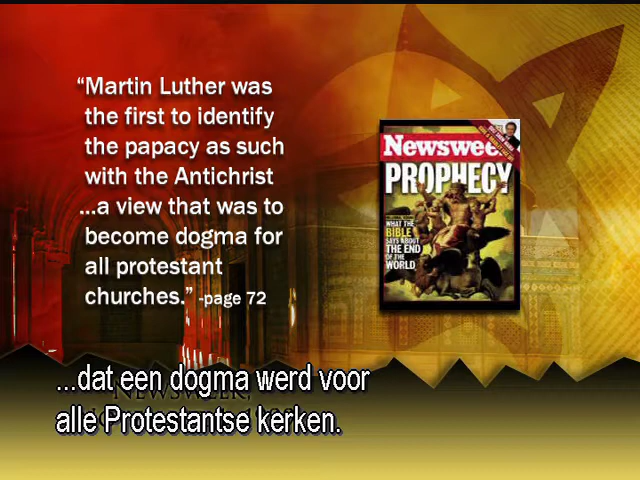 “Martin Luther was
the first to identify
the papacy as such
with the Antichrist
...a view that was to
become dogma for
all protestant
churches.” -page 72
Newsweek
PROPHECY
WHAT THE
BIBLE
SAYS ABOUT
THE END
OF THE
WORLD
NEWSWEEK,
...dat een dogma werd voor
alle Protestantse kerken.